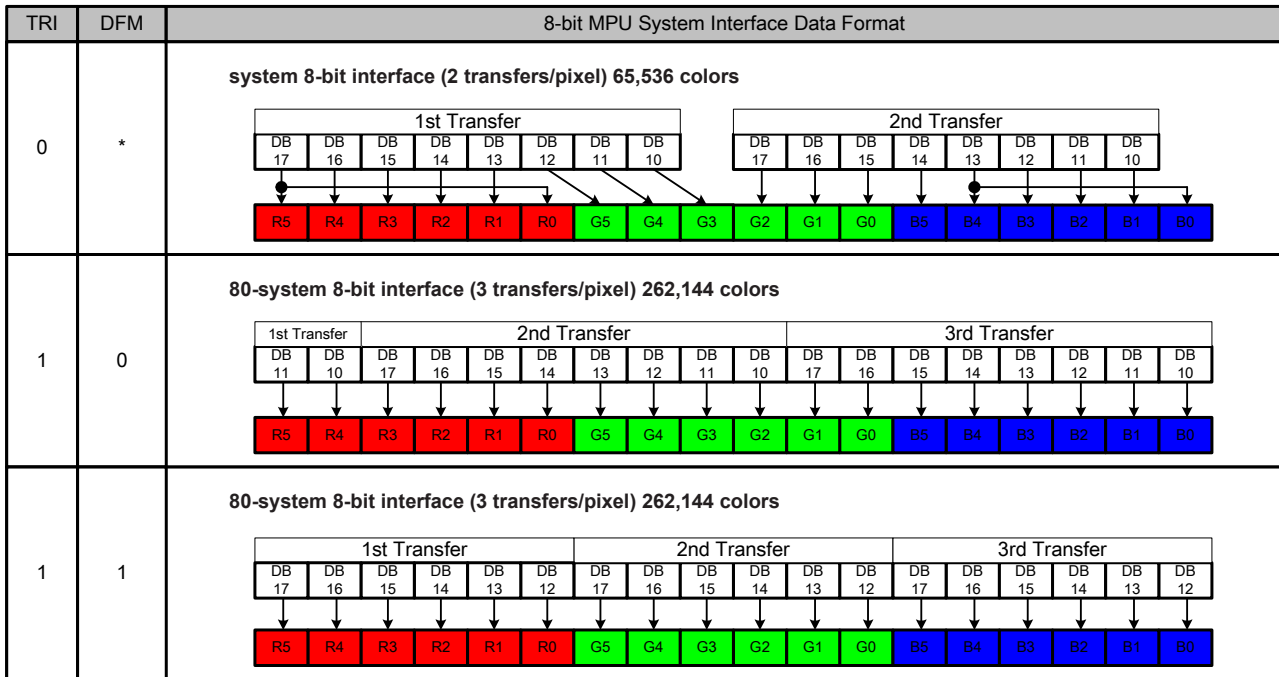 TRI DFM 8-bit MPU System Interface Data Format
system 8-bit interface (2 transfers/pixel) 65,536 colors
1st Transfer 2nd Transfer
DB DB DB DB DB DB DB DB DB DB DB DB DB DB DB DB
17 16 15 14 13 12 11 10 17 16 15 14 13 12 11 10
0 *
R5 R4 R3 R2 R1 R0 G5 G4 G3 G2 G1 G0 B5 B4 B3 B2 B1 B0
80-system 8-bit interface (3 transfers/pixel) 262,144 colors
1st Transfer 2nd Transfer 3rd Transfer
DB DB DB DB DB DB DB DB DB DB DB DB DB DB DB DB DB DB
11 10 17 16 15 14 13 12 11 10 17 16 15 14 13 12 11 10
1 0
R5 R4 R3 R2 R1 R0 G5 G4 G3 G2 G1 G0 B5 B4 B3 B2 B1 B0
80-system 8-bit interface (3 transfers/pixel) 262,144 colors
1st Transfer 2nd Transfer 3rd Transfer
DB DB DB DB DB DB DB DB DB DB DB DB DB DB DB DB DB DB
17 16 15 14 13 12 17 16 15 14 13 12 17 16 15 14 13 12
1 1
R5 R4 R3 R2 R1 R0 G5 G4 G3 G2 G1 G0 B5 B4 B3 B2 B1 B0